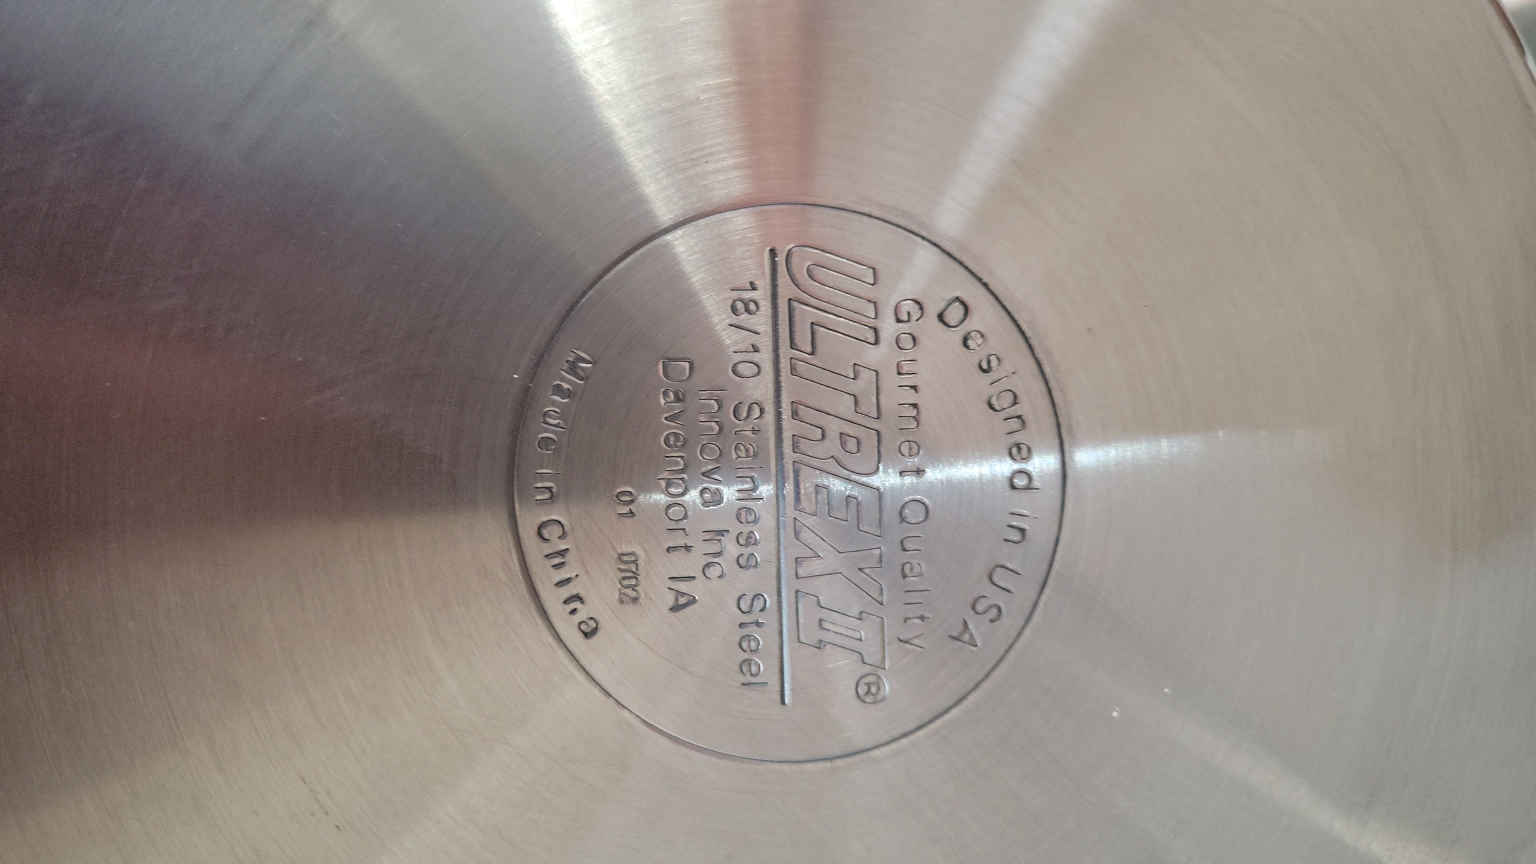 Designed in USA
Gourmet Quality
ULTREX II®
18/10 Stainless Steel
Innova Inc
Davenport IA
01 0702
Made in China